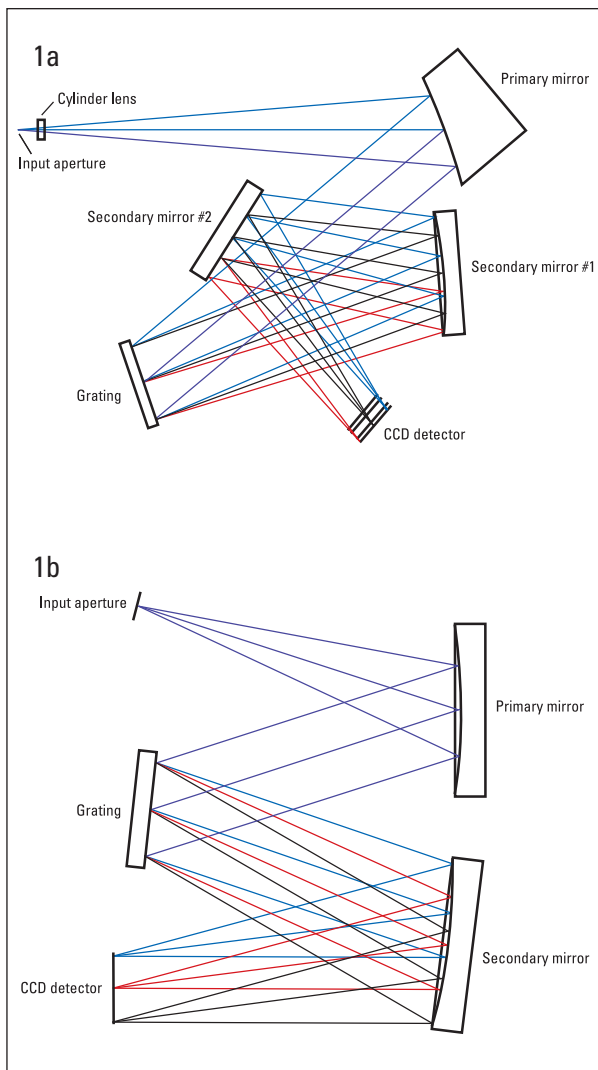 1a
Cylinder lens
Primary mirror
Input aperture
Secondary mirror #2
Secondary mirror #1
Grating
CCD detector
1b
Input aperture
Primary mirror
Grating
Secondary mirror
CCD detector